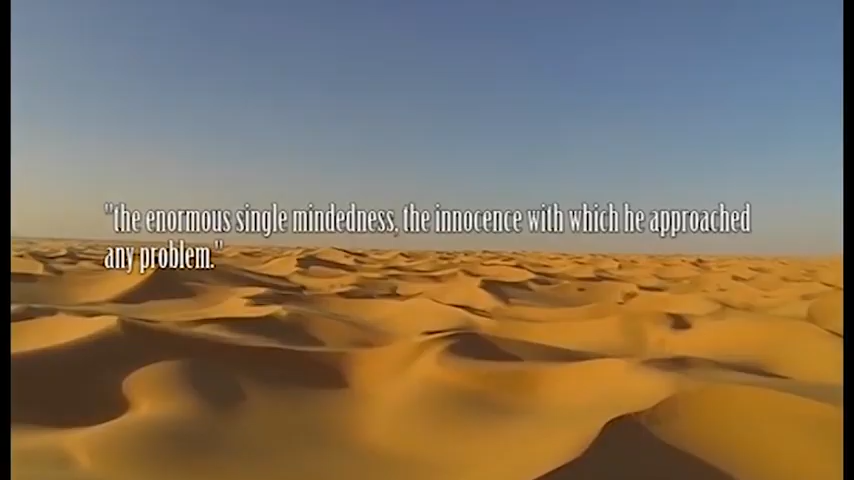 "the enormous single mindedness, the innocence with which he approached
any problem."